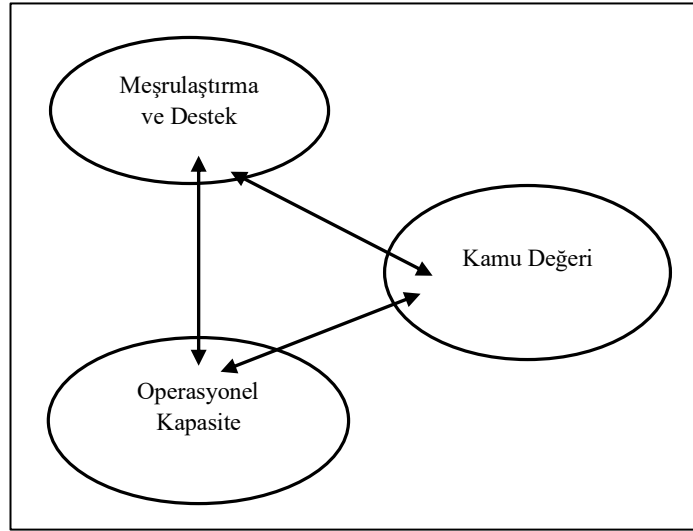 Meşrulaştırma
ve Destek
Kamu Değeri
Operasyonel
Kapasite